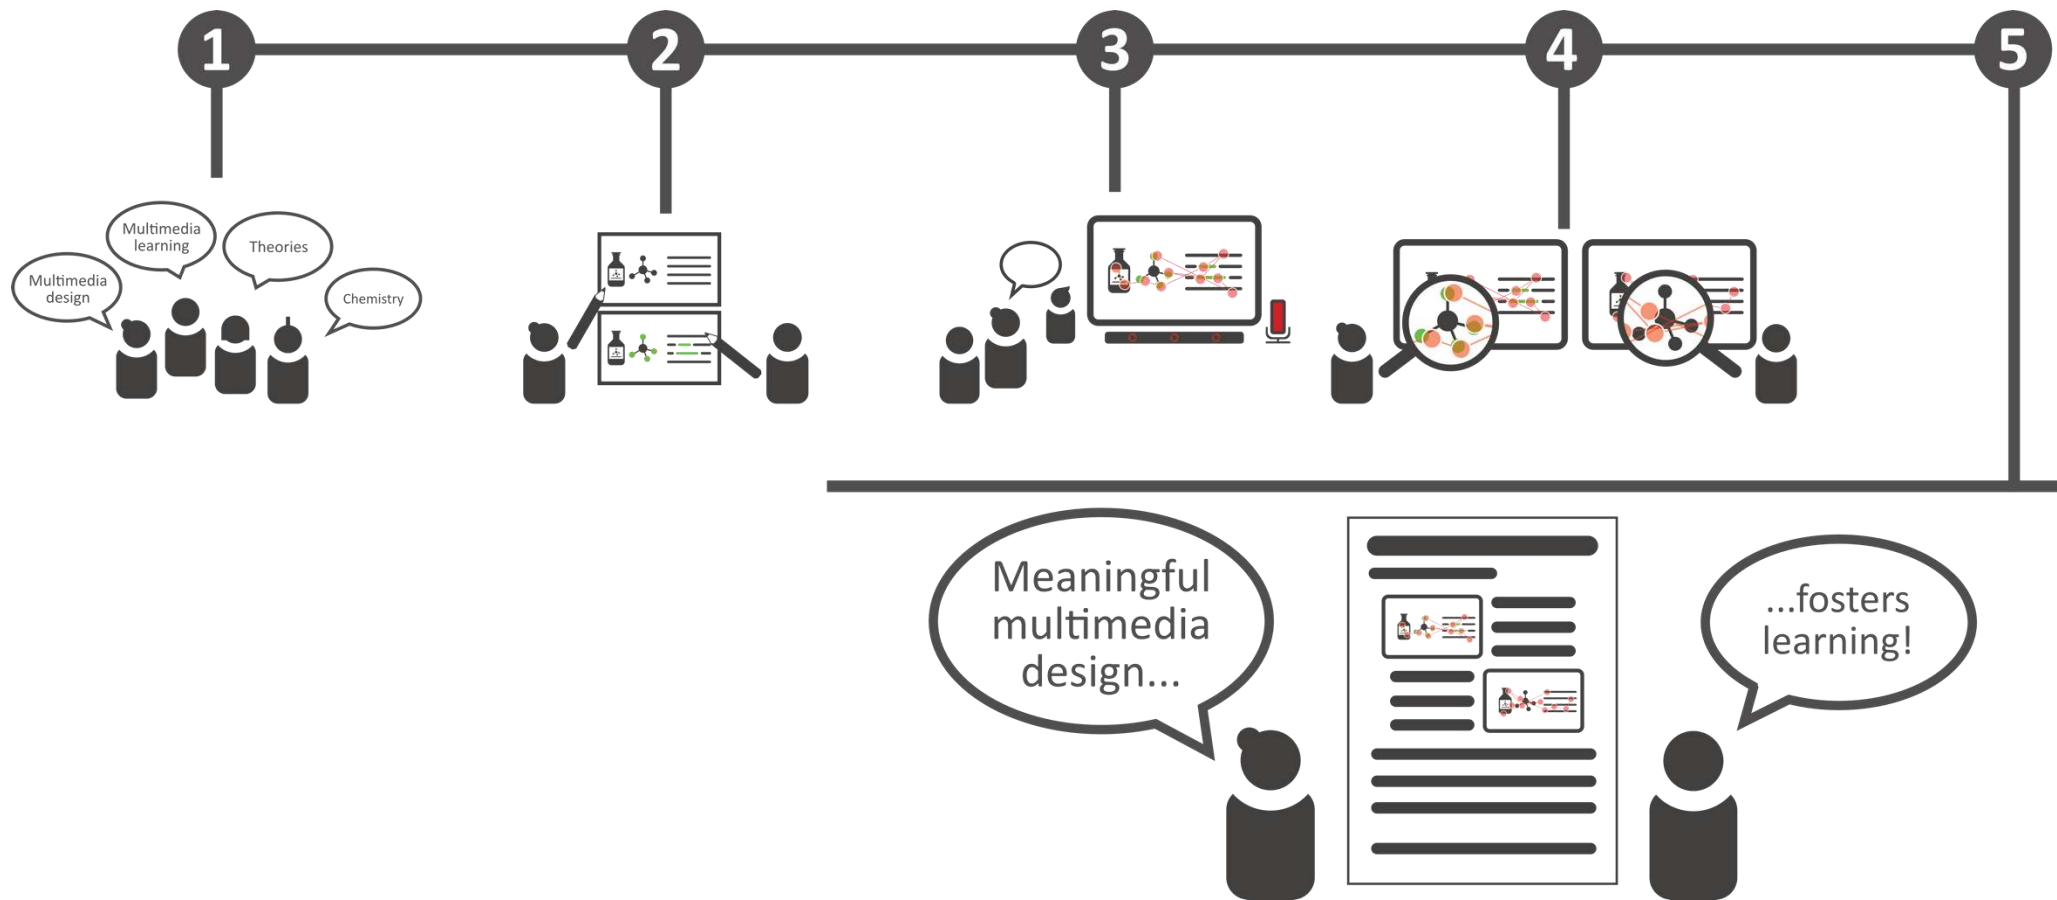 1
2
3
4
5
Multimedia
design
Multimedia
learning
Theories
Chemistry
Meaningful
multimedia
design...
...fosters
learning!